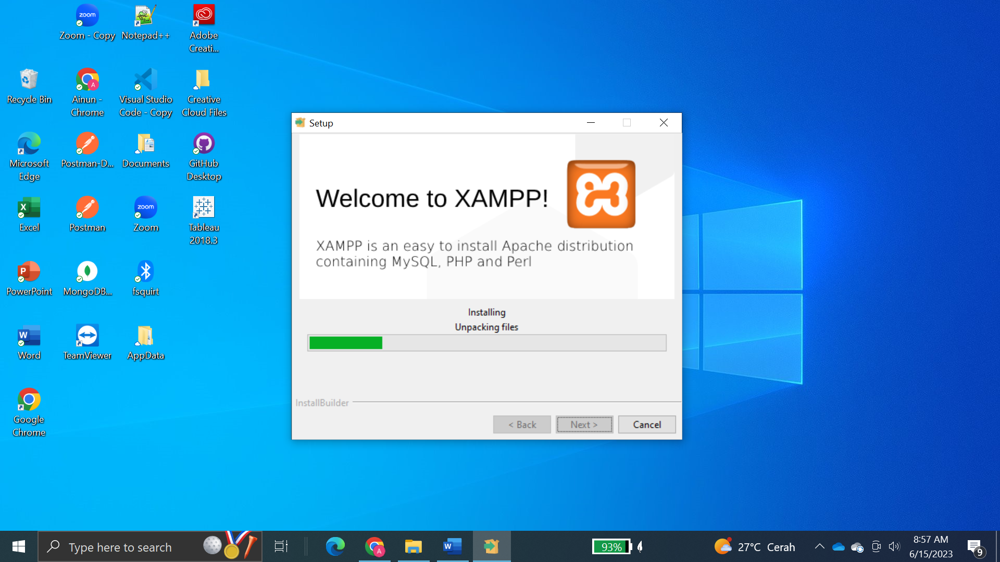 Zoom - Copy
Notepad++
Adobe
Creati...
Recycle Bin
Ainun -
Chrome
Visual Studio
Code - Copy
Creative
Cloud Files
Microsoft
Edge
Postman-D...
Documents
GitHub
Desktop
Excel
Postman
Zoom
Tableau
2018.3
PowerPoint
MongoDB...
fsquirt
Word
TeamViewer
AppData
Google
Chrome
zoom
zoom
A
X
P
W
Setup
Welcome to XAMPP!
XAMPP is an easy to install Apache distribution
containing MySQL, PHP and Perl
Installing
Unpacking files
InstallBuilder
< Back
Next >
Cancel
Type here to search
A
W
93%
27°C Cerah
8:57 AM
6/15/2023
9